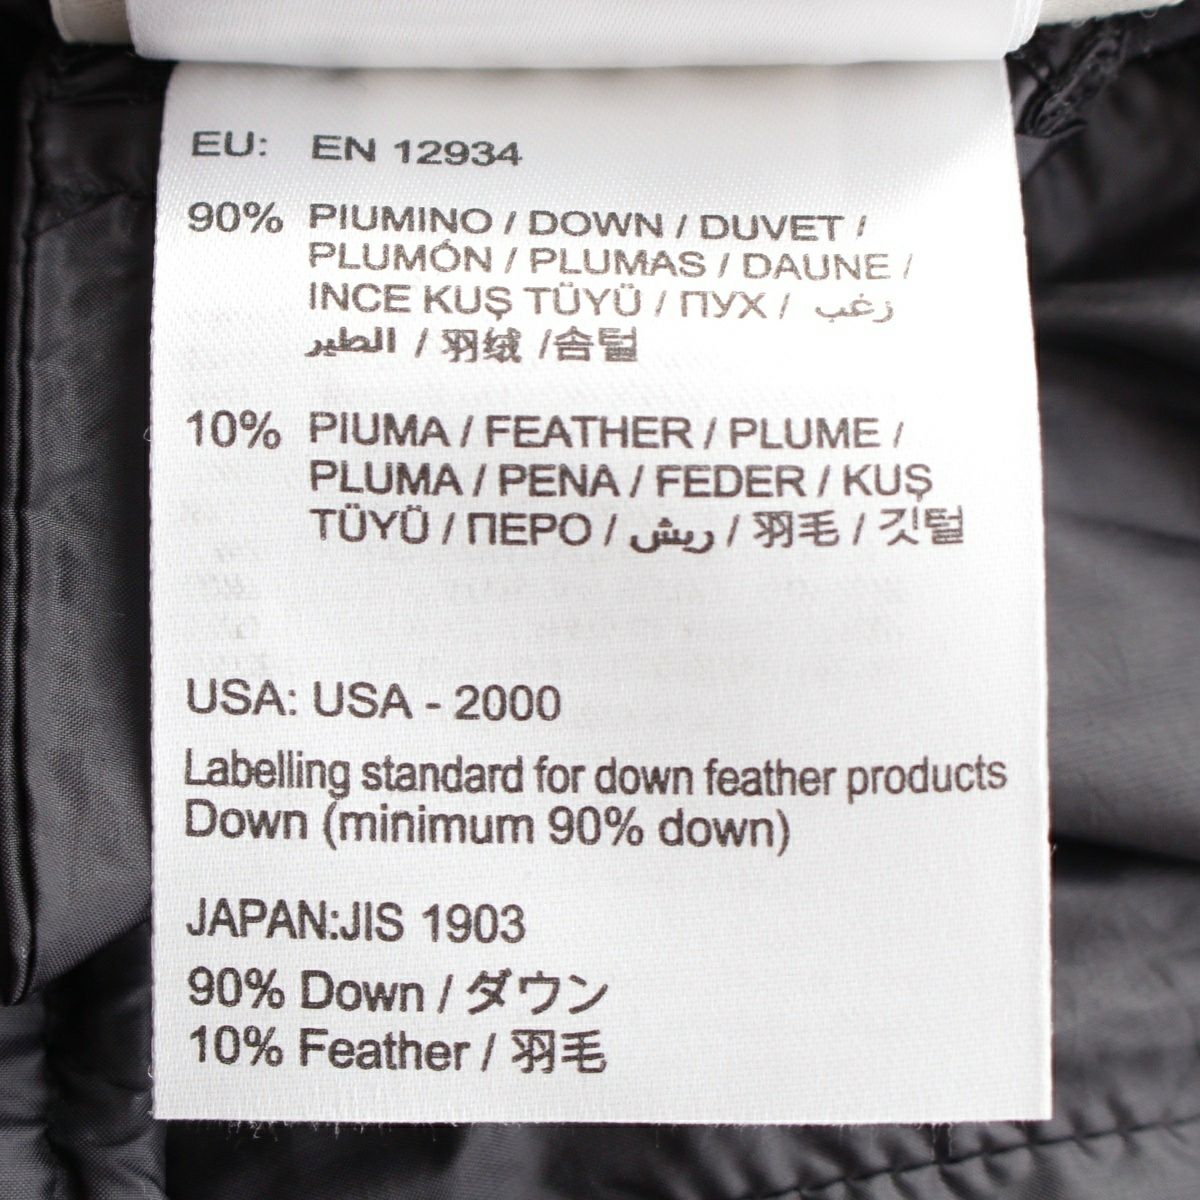 EU: EN 12934
90% PIUMINO / DOWN / DUVET /
PLUMÓN / PLUMAS / DAUNE /
INCE KUŞ TÜYÜ / ПУХ / زغب
الطير / 羽绒 /솜털
10% PIUMA / FEATHER / PLUME /
PLUMA / PENA / FEDER / KUŞ
TÜYÜ / ПЕРО / ريش / 羽毛 / 깃털
USA: USA - 2000
Labelling standard for down feather products
Down (minimum 90% down)
JAPAN:JIS 1903
90% Down / ダウン
10% Feather / 羽毛